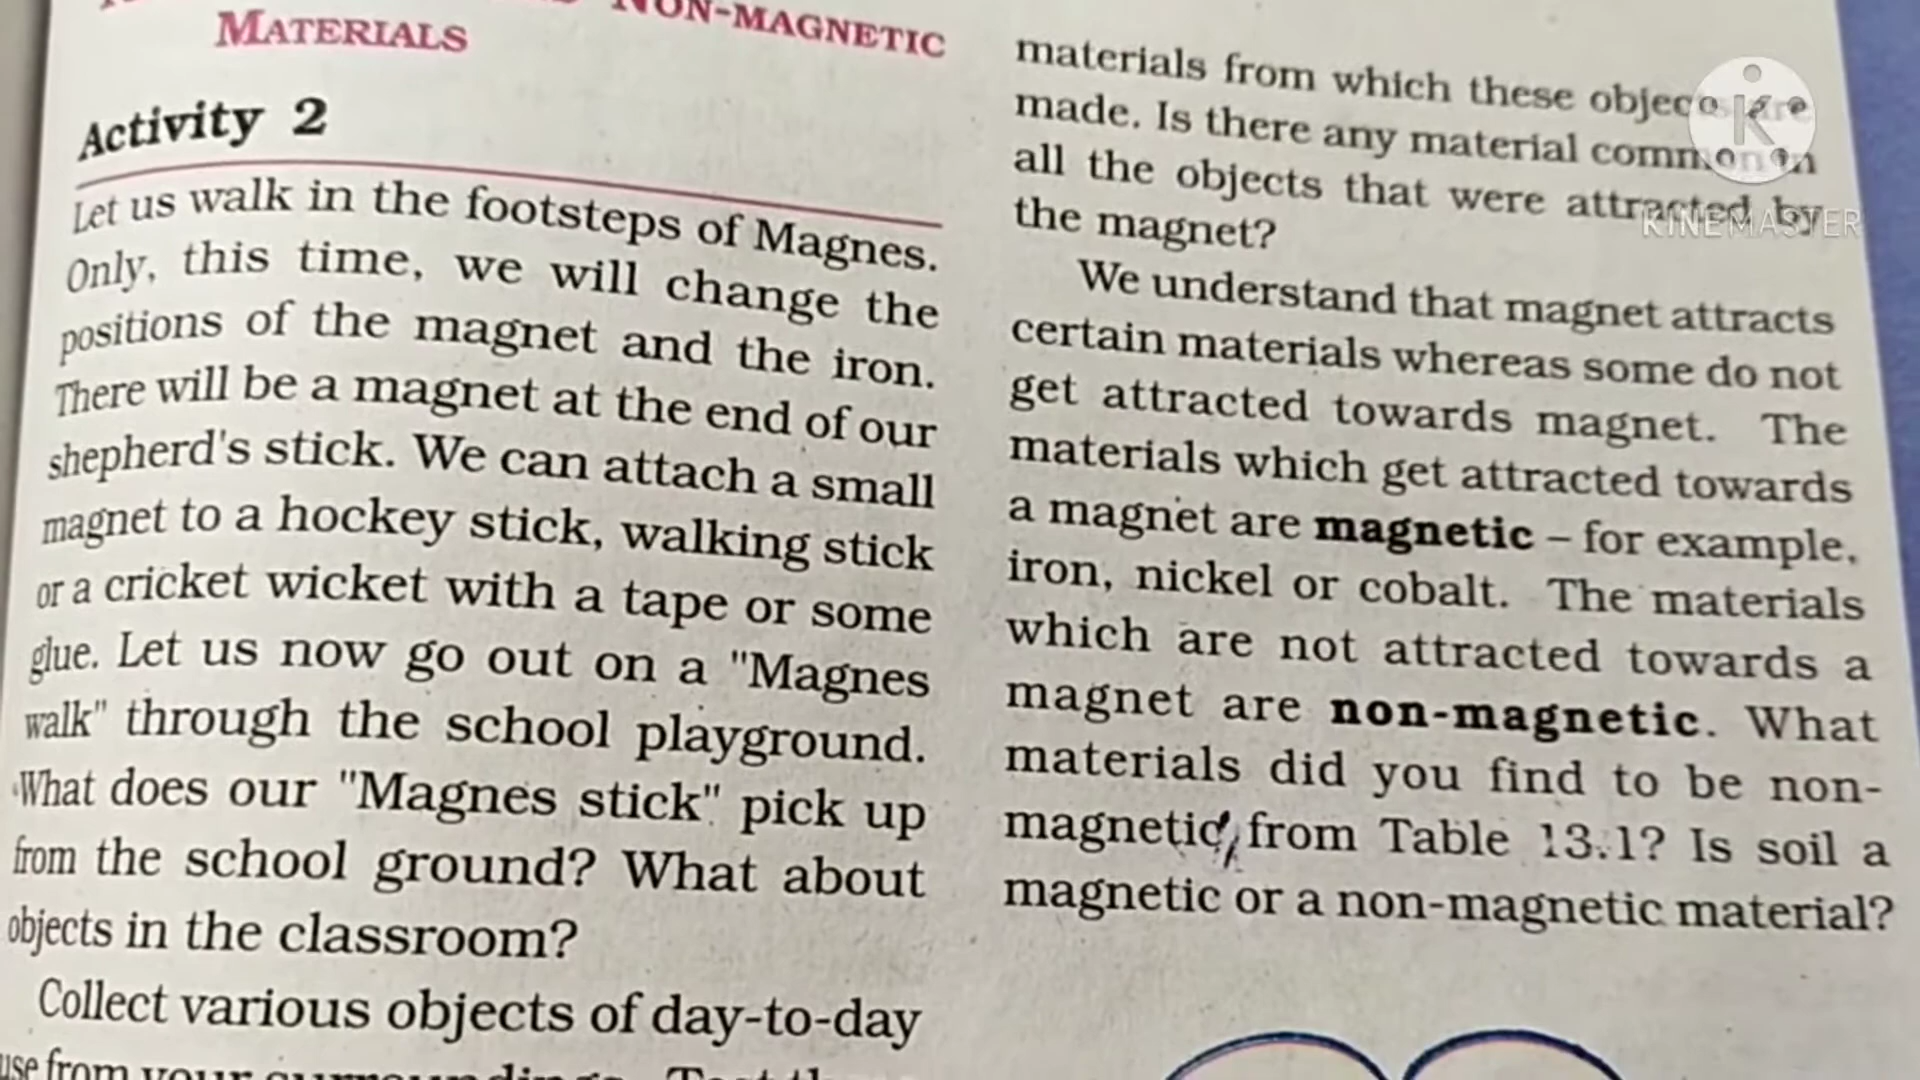 NON-MAGNETIC
MATERIALS
Activity 2
Let us walk in the footsteps of Magnes.
Only, this time, we will change the
positions of the magnet and the iron.
There will be a magnet at the end of our
shepherd's stick. We can attach a small
magnet to a hockey stick, walking stick
or a cricket wicket with a tape or some
glue. Let us now go out on a "Magnes
walk" through the school playground.
What does our "Magnes stick" pick up
from the school ground? What about
objects in the classroom?
Collect various objects of day-to-day
use from your surroundings.
materials from which these objects are
made. Is there any material common in
all the objects that were attracted by
the magnet?
We understand that magnet attracts
certain materials whereas some do not
get attracted towards magnet. The
materials which get attracted towards
a magnet are magnetic – for example,
iron, nickel or cobalt. The materials
which are not attracted towards a
magnet are non-magnetic. What
materials did you find to be non-
magnetic, from Table 13.1? Is soil a
magnetic or a non-magnetic material?
K
KINEMASTER